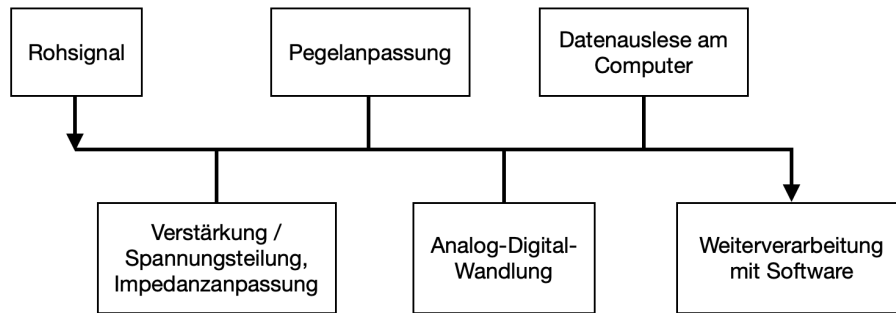 Rohsignal
Pegelanpassung
Datenauslese am
Computer
Verstärkung /
Spannungsteilung,
Impedanzanpassung
Analog-Digital-
Wandlung
Weiterverarbeitung
mit Software